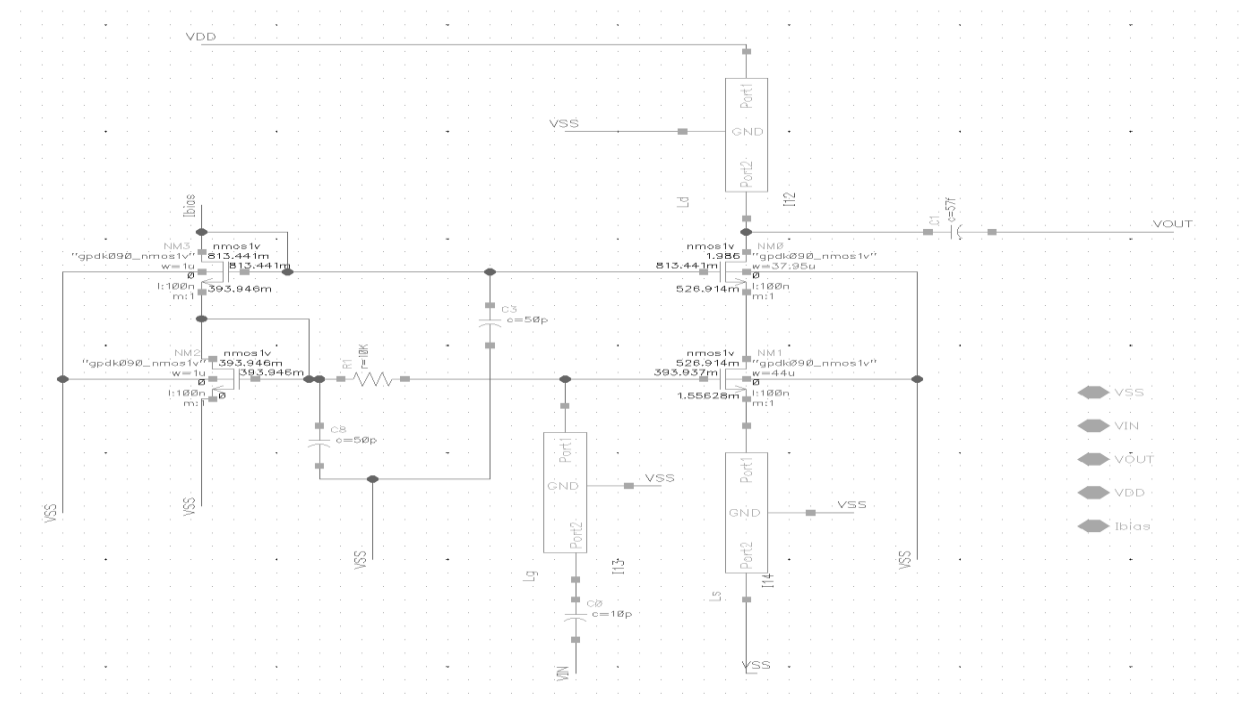 VDD
Port1
VSS
GND
Port2
Ld
I12
Ibias
C1
c=57f
VOUT
NM3
nmos1v
813.441m
"gpdk090_nmos1v"
813.441m
w=1u
0
l:100n
393.946m
m:1
nmos1v
NM0
1.986
"gpdk090_nmos1v"
813.441m
w=37.95u
0
526.914m
l:100n
m:1
C3
c=50p
NM2
nmos1v
393.946m
"gpdk090_nmos1v"
393.946m
w=1u
0
l:100n
m:1
0
R1
r=10K
nmos1v
NM1
526.914m
"gpdk090_nmos1v"
393.937m
w=44u
0
l:100n
1.55628m
m:1
C8
c=50p
Port1
GND
VSS
Port2
Lg
I13
C0
c=10p
VIN
Port1
GND
VSS
Port2
Ls
I14
VSS
VSS
VSS
VSS
VSS
VSS
VIN
VOUT
VDD
Ibias